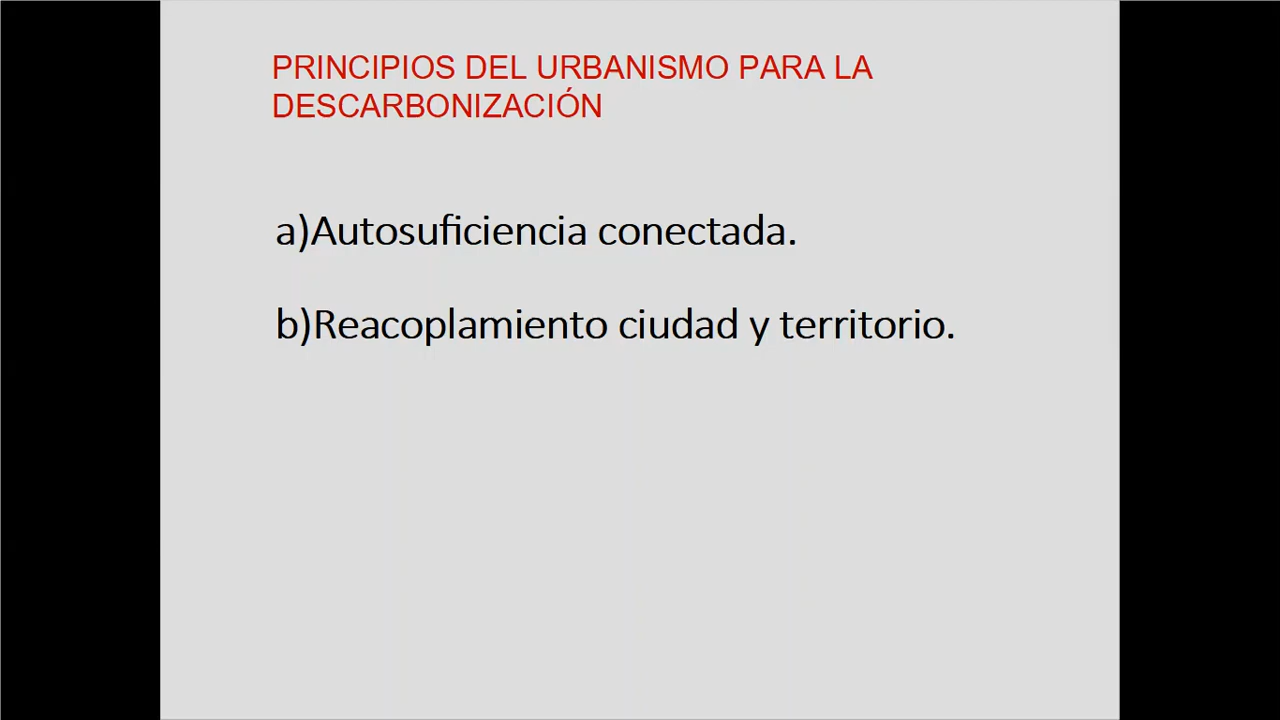 PRINCIPIOS DEL URBANISMO PARA LA
DESCARBONIZACIÓN
a)Autosuficiencia conectada.
b)Reacoplamiento ciudad y territorio.